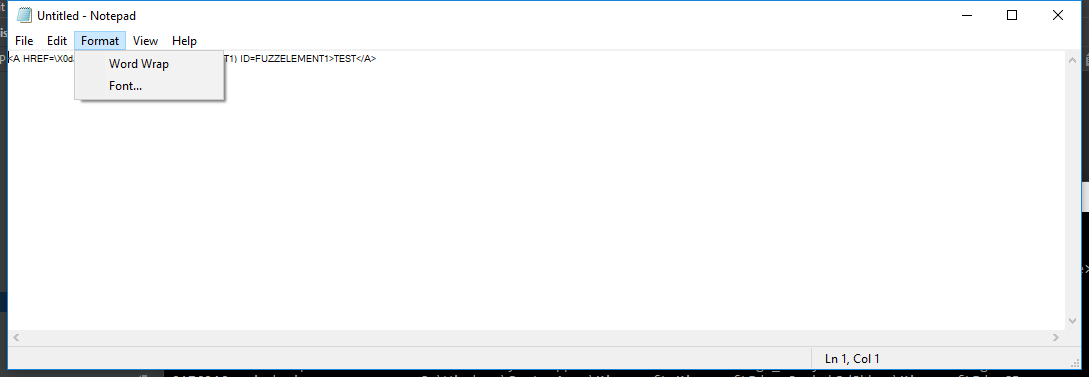 Untitled - Notepad
File Edit Format View Help
<A HREF=\X0d T1) ID=FUZZELEMENT1>TEST</A>
Word Wrap
Font...
Ln 1, Col 1